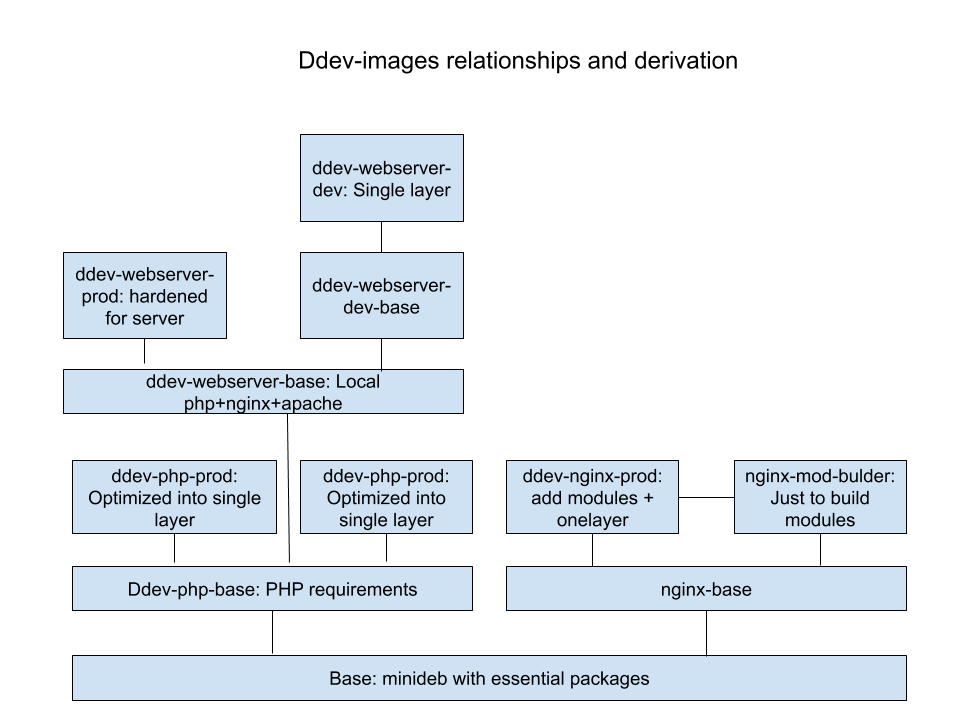 Ddev-images relationships and derivation
ddev-webserver-
dev: Single layer
ddev-webserver-
prod: hardened
for server
ddev-webserver-
dev-base
ddev-webserver-base: Local
php+nginx+apache
ddev-php-prod:
Optimized into single
layer
ddev-php-prod:
Optimized into
single layer
ddev-nginx-prod:
add modules +
onelayer
nginx-mod-bulder:
Just to build
modules
Ddev-php-base: PHP requirements
nginx-base
Base: minideb with essential packages